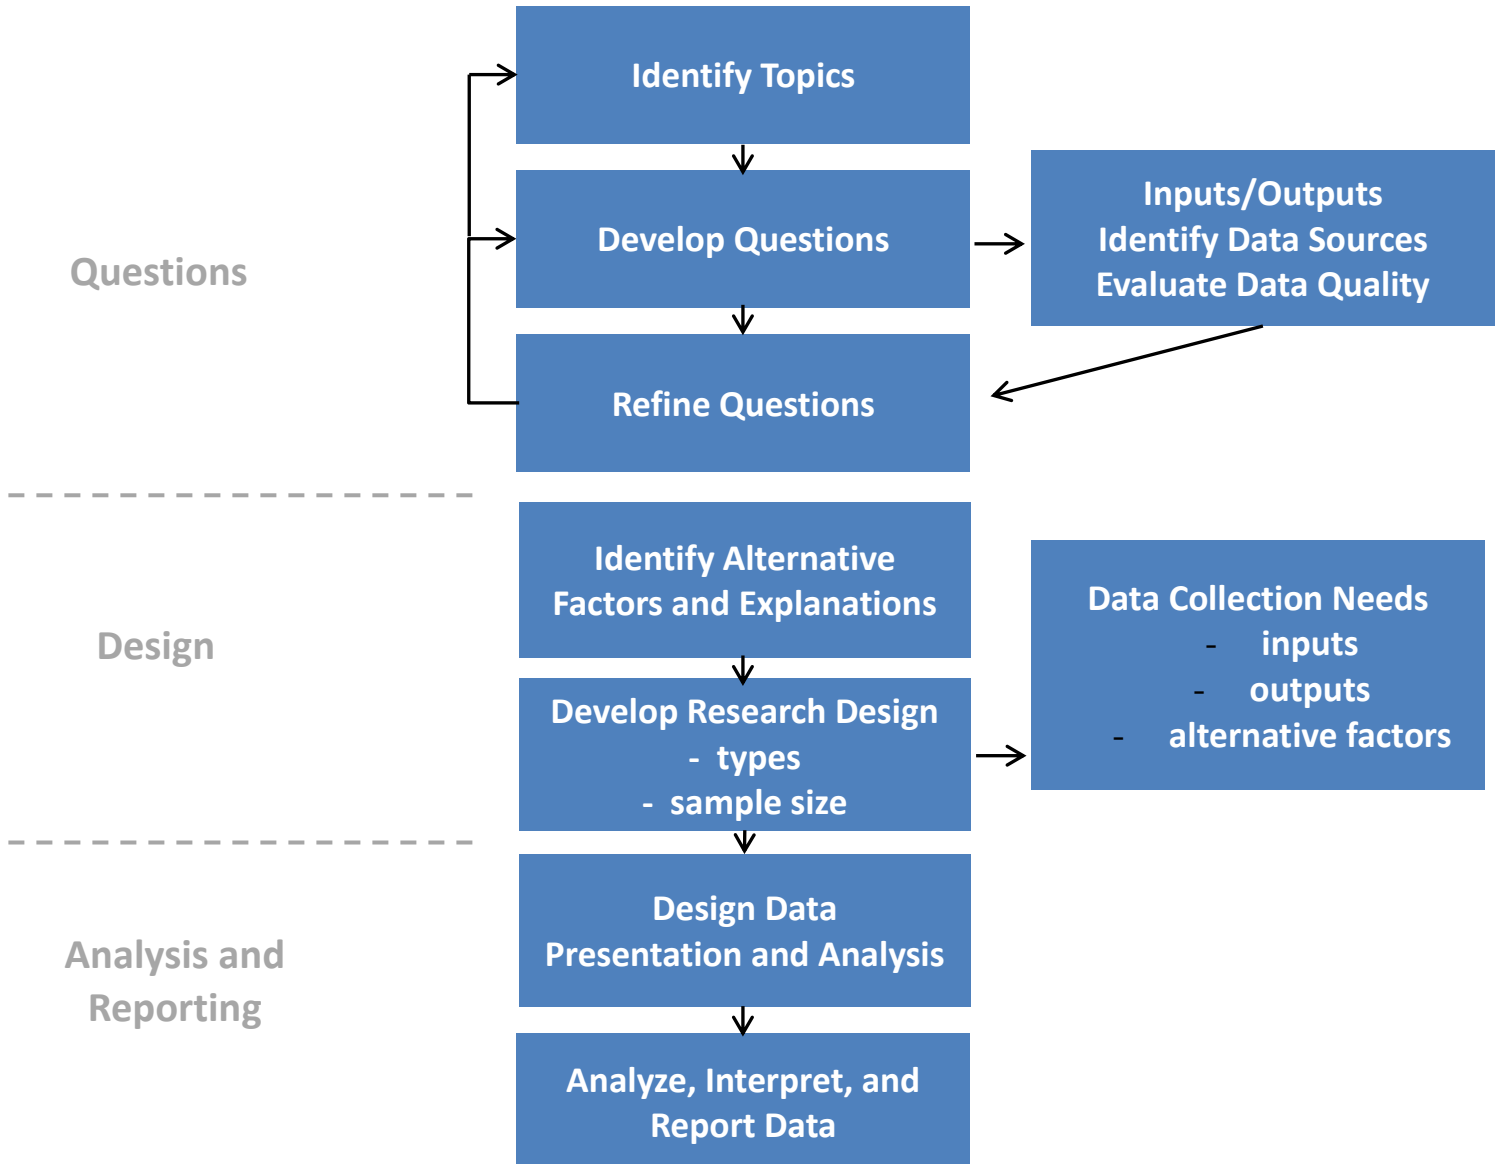 Identify Topics
Develop Questions
Inputs/Outputs
Identify Data Sources
Evaluate Data Quality
Questions
Refine Questions
Identify Alternative
Factors and Explanations
Design
Develop Research Design
- types
- sample size
Data Collection Needs
- inputs
- outputs
- alternative factors
Design Data
Presentation and Analysis
Analysis and
Reporting
Analyze, Interpret, and
Report Data